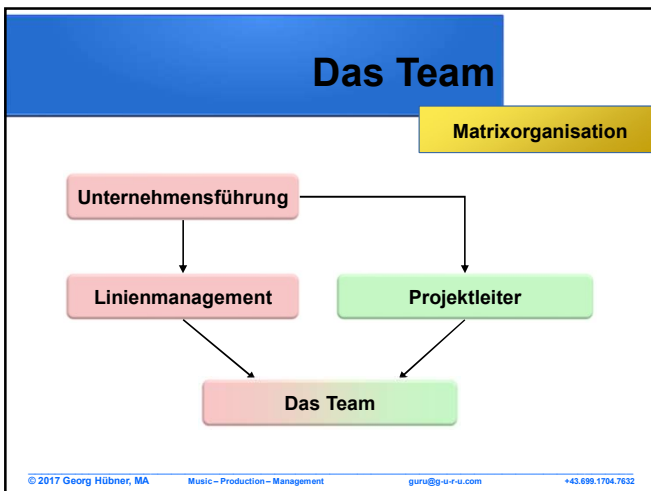 Das Team
Matrixorganisation
Unternehmensführung
Linienmanagement
Projektleiter
Das Team
© 2017 Georg Hübner, MA Music – Production – Management guru@g-u-r-u.com +43.699.1704.7632